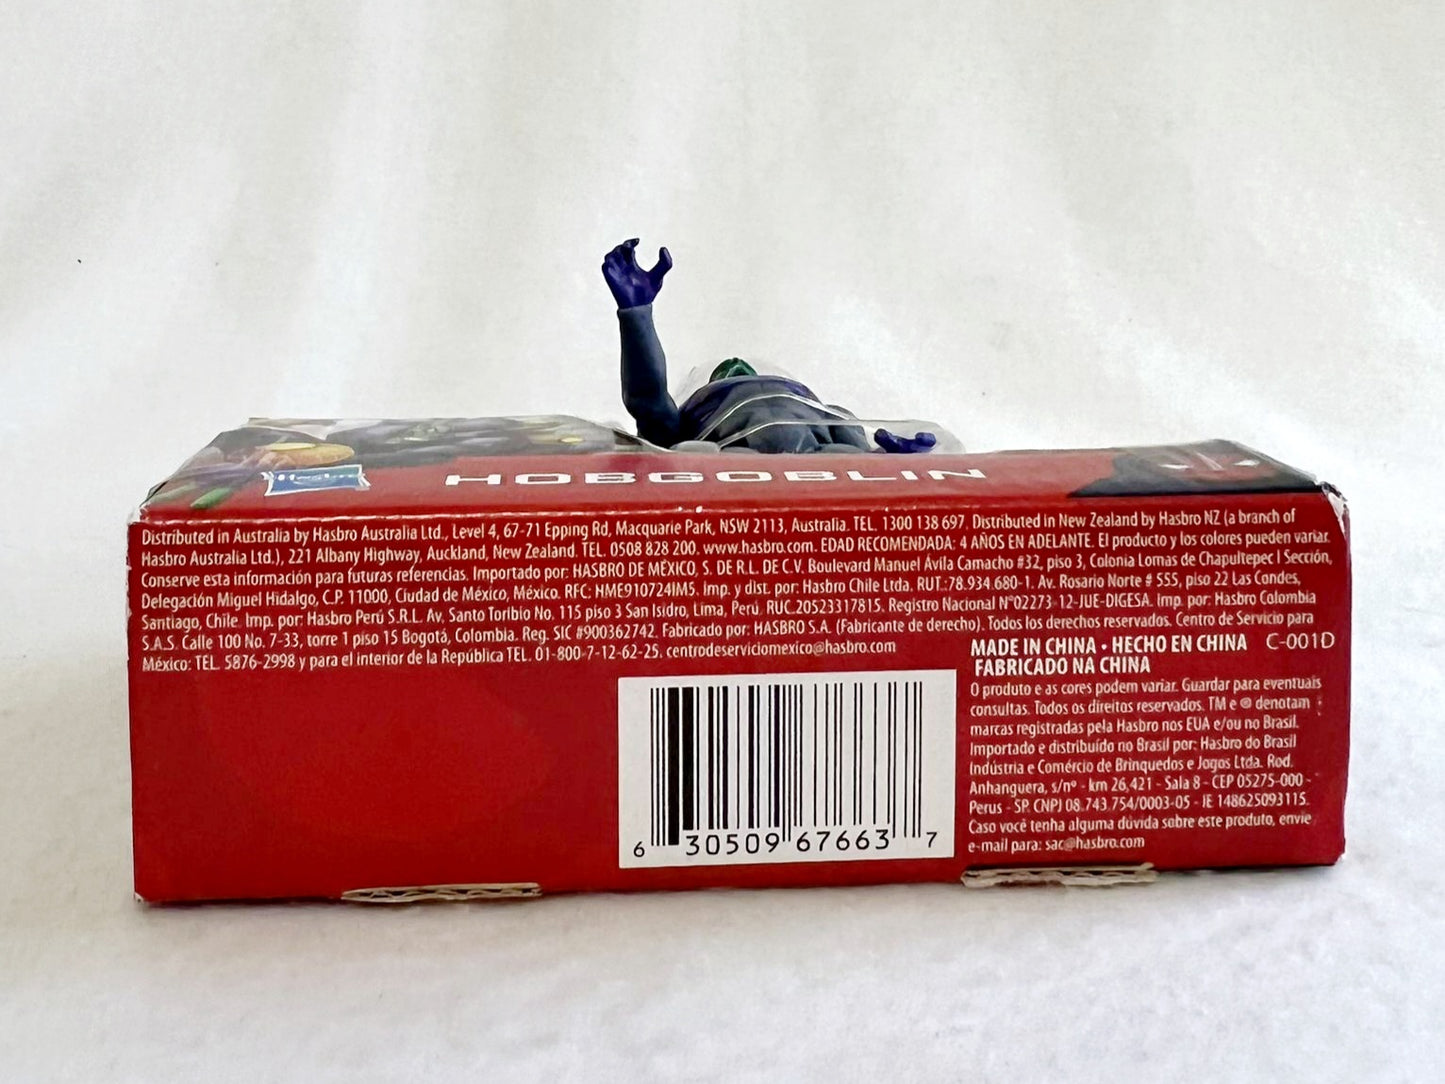 Hasbro
HOBGOBLIN
Distributed in Australia by Hasbro Australia Ltd., Level 4, 67-71 Epping Rd, Macquarie Park, NSW 2113, Australia. TEL. 1300 138 697. Distributed in New Zealand by Hasbro NZ (a branch of
Hasbro Australia Ltd.), 221 Albany Highway, Auckland, New Zealand. TEL. 0508 828 200. www.hasbro.com. EDAD RECOMENDADA: 4 AÑOS EN ADELANTE. El producto y los colores pueden variar.
Conserve esta información para futuras referencias. Importado por: HASBRO DE MÉXICO, S. DE R.L. DE C.V. Boulevard Manuel Ávila Camacho #32, piso 3, Colonia Lomas de Chapultepec I Sección,
Delegación Miguel Hidalgo, C.P. 11000, Ciudad de México, México. RFC: HME910724IM5. Imp. y dist. por: Hasbro Chile Ltda. RUT.:78.934.680-1. Av. Rosario Norte # 555, piso 22 Las Condes,
Santiago, Chile. Imp. por: Hasbro Perú S.R.L. Av. Santo Toribio No. 115 piso 3 San Isidro, Lima, Perú. RUC.20523317815. Registro Nacional N°02273-12-JUE-DIGESA. Imp. por: Hasbro Colombia
S.A.S. Calle 100 No. 7-33, torre 1 piso 15 Bogotá, Colombia. Reg. SIC #900362742. Fabricado por: HASBRO S.A. (Fabricante de derecho). Todos los derechos reservados. Centro de Servicio para
México: TEL. 5876-2998 y para el interior de la República TEL. 01-800-7-12-62-25. centrodeserviciomexico@hasbro.com
MADE IN CHINA • HECHO EN CHINA C-001D
FABRICADO NA CHINA
O produto e as cores podem variar. Guardar para eventuais
consultas. Todos os direitos reservados. TM e ® denotam
marcas registradas pela Hasbro nos EUA e/ou no Brasil.
Importado e distribuído no Brasil por: Hasbro do Brasil
Indústria e Comércio de Brinquedos e Jogos Ltda. Rod.
Anhanguera, s/nº - km 26,421 - Sala 8 - CEP 05275-000 -
Perus - SP. CNPJ 08.743.754/0003-05 - IE 148625093115.
Caso você tenha alguma dúvida sobre este produto, envie
e-mail para: sac@hasbro.com
6 30509 67663 7